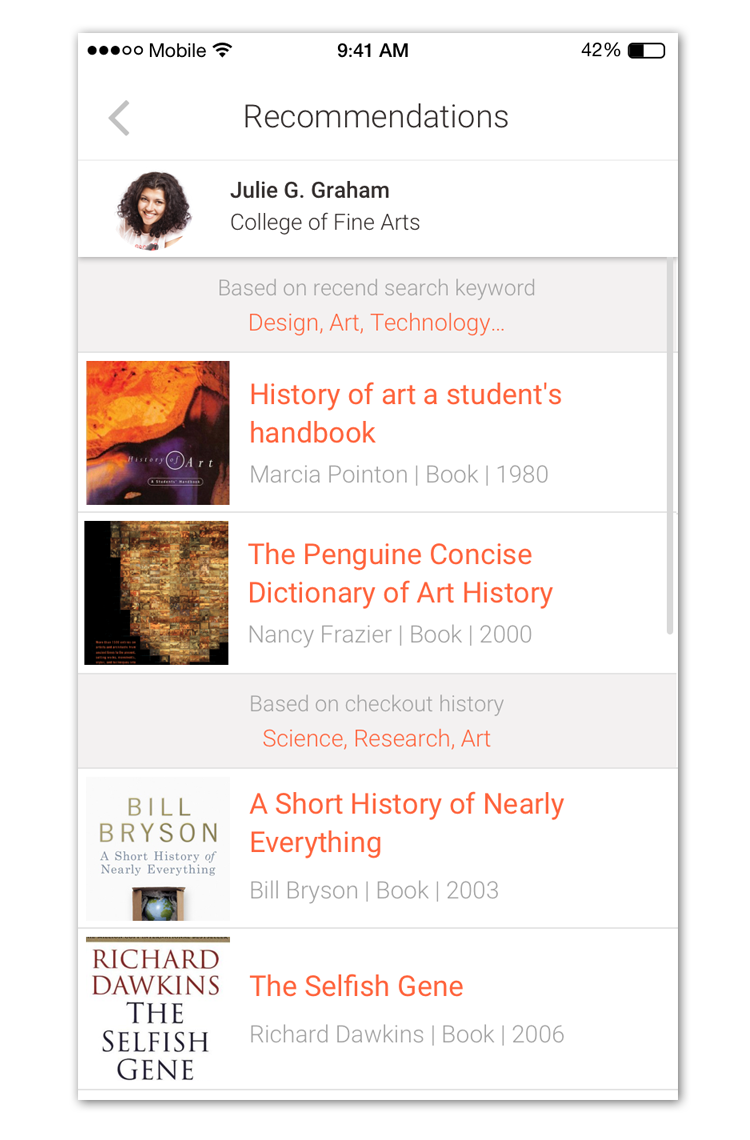 Mobile
9:41 AM
42%
Recommendations
Julie G. Graham
College of Fine Arts
Based on recend search keyword
Design, Art, Technology...
History of Art
A Students' Handbook
History of art a student's
handbook
Marcia Pointon | Book | 1980
The Penguine Concise
Dictionary of Art History
Nancy Frazier | Book | 2000
Based on checkout history
Science, Research, Art
BILL
BRYSON
A Short History of
Nearly Everything
A Short History of Nearly
Everything
Bill Bryson | Book | 2003
RICHARD
DAWKINS
THE
SELFISH
GENE
The Selfish Gene
Richard Dawkins | Book | 2006